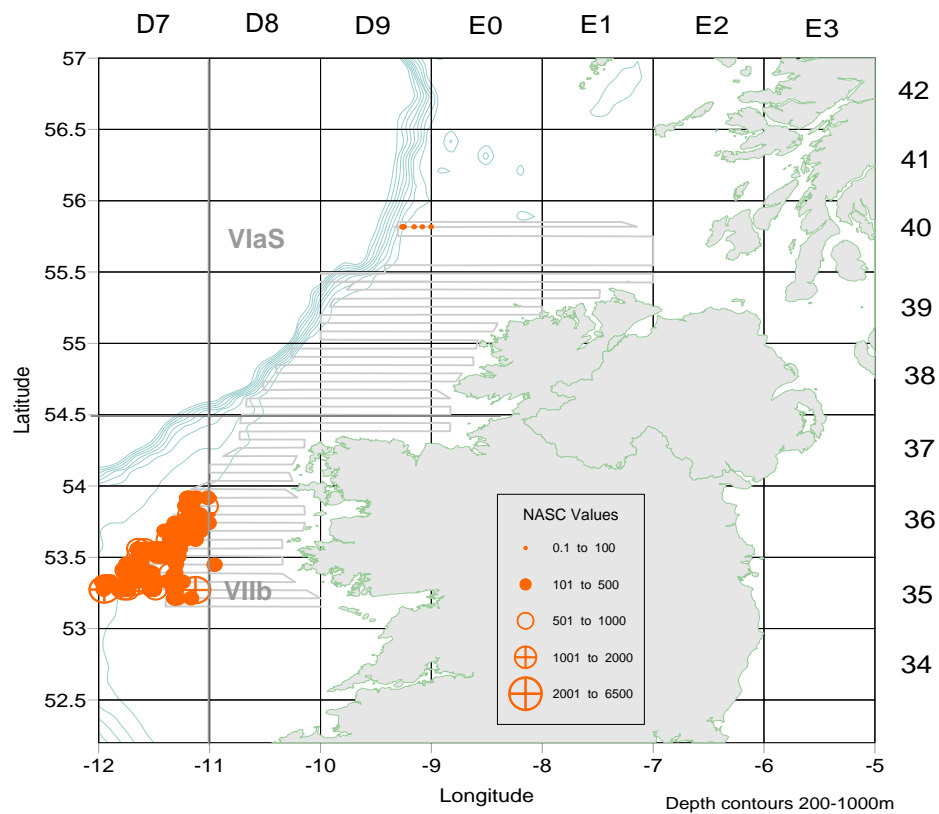 D7 D8 D9 E0 E1 E2 E3
57
56.5
56
55.5
55
54.5
54
53.5
53
52.5
42
41
40
39
38
37
36
35
34
Latitude
VIaS
VIIb
NASC Values
0.1 to 100
101 to 500
501 to 1000
1001 to 2000
2001 to 6500
-12 -11 -10 -9 -8 -7 -6 -5
Longitude
Depth contours 200-1000m